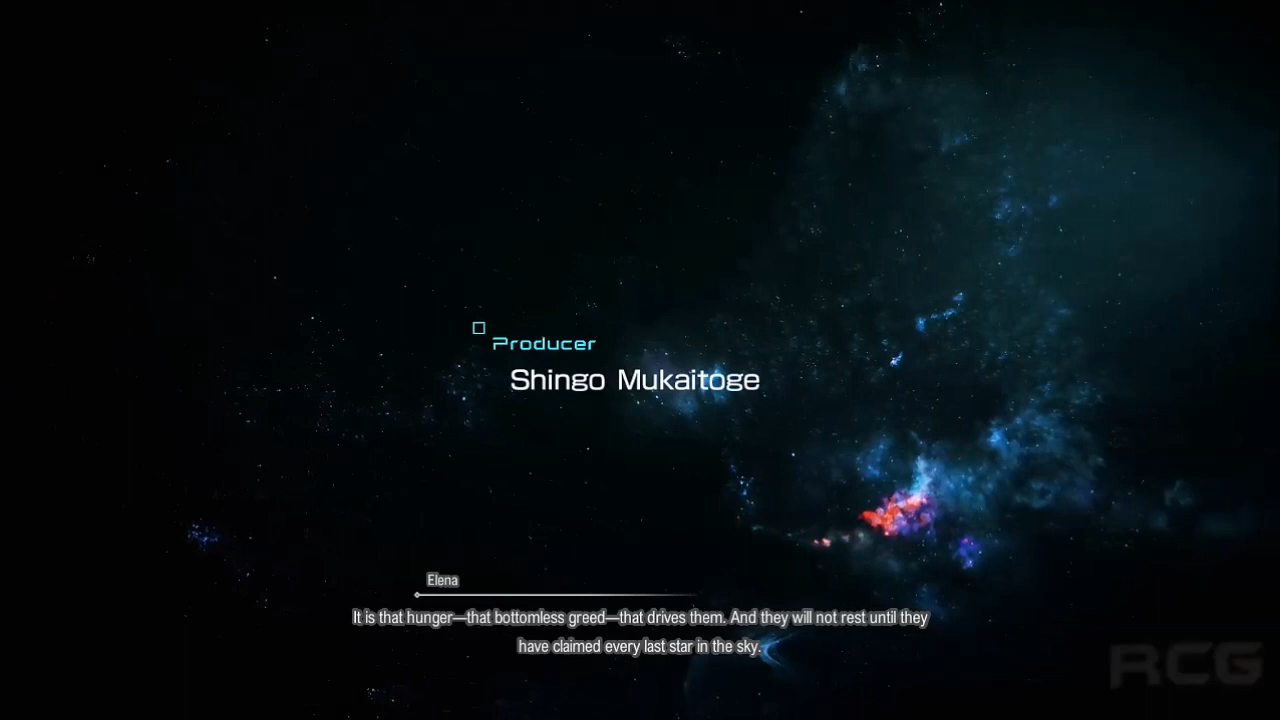 Producer
Shingo Mukaitoge
Elena
It is that hunger—that bottomless greed—that drives them. And they will not rest until they
have claimed every last star in the sky.
RCG